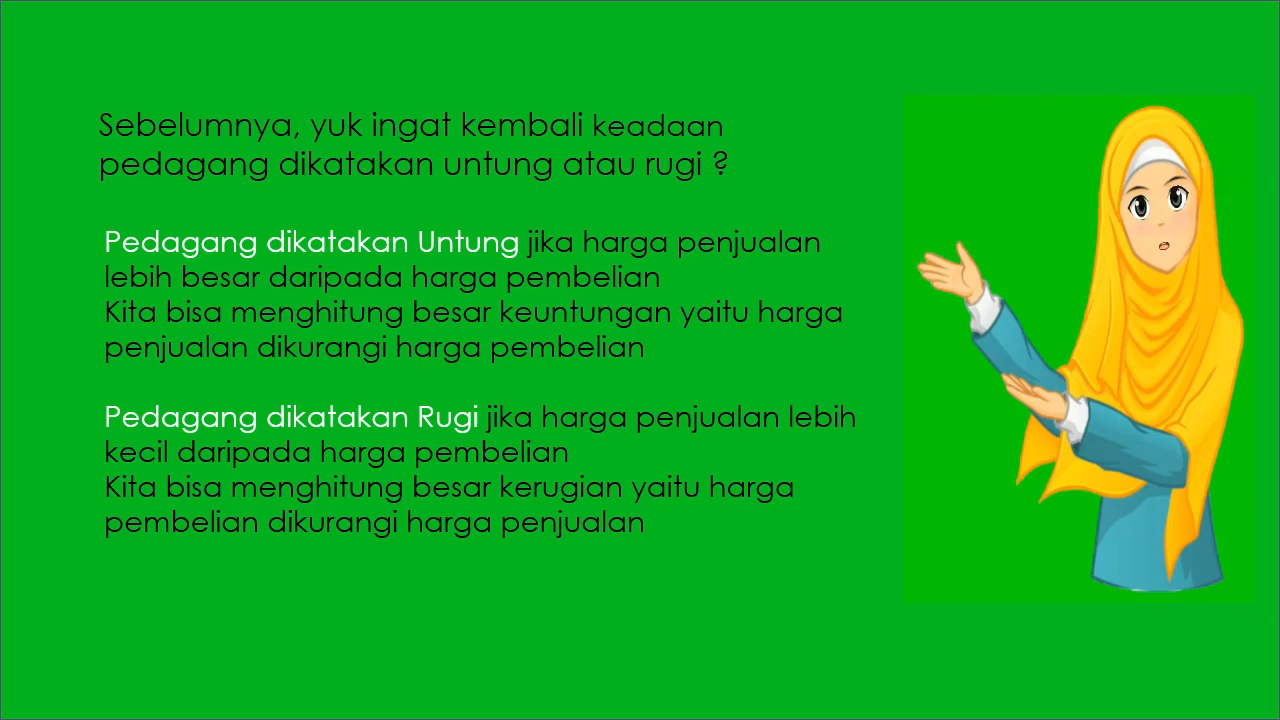 Sebelumnya, yuk ingat kembali keadaan
pedagang dikatakan untung atau rugi ?
Pedagang dikatakan Untung jika harga penjualan
lebih besar daripada harga pembelian
Kita bisa menghitung besar keuntungan yaitu harga
penjualan dikurangi harga pembelian
Pedagang dikatakan Rugi jika harga penjualan lebih
kecil daripada harga pembelian
Kita bisa menghitung besar kerugian yaitu harga
pembelian dikurangi harga penjualan